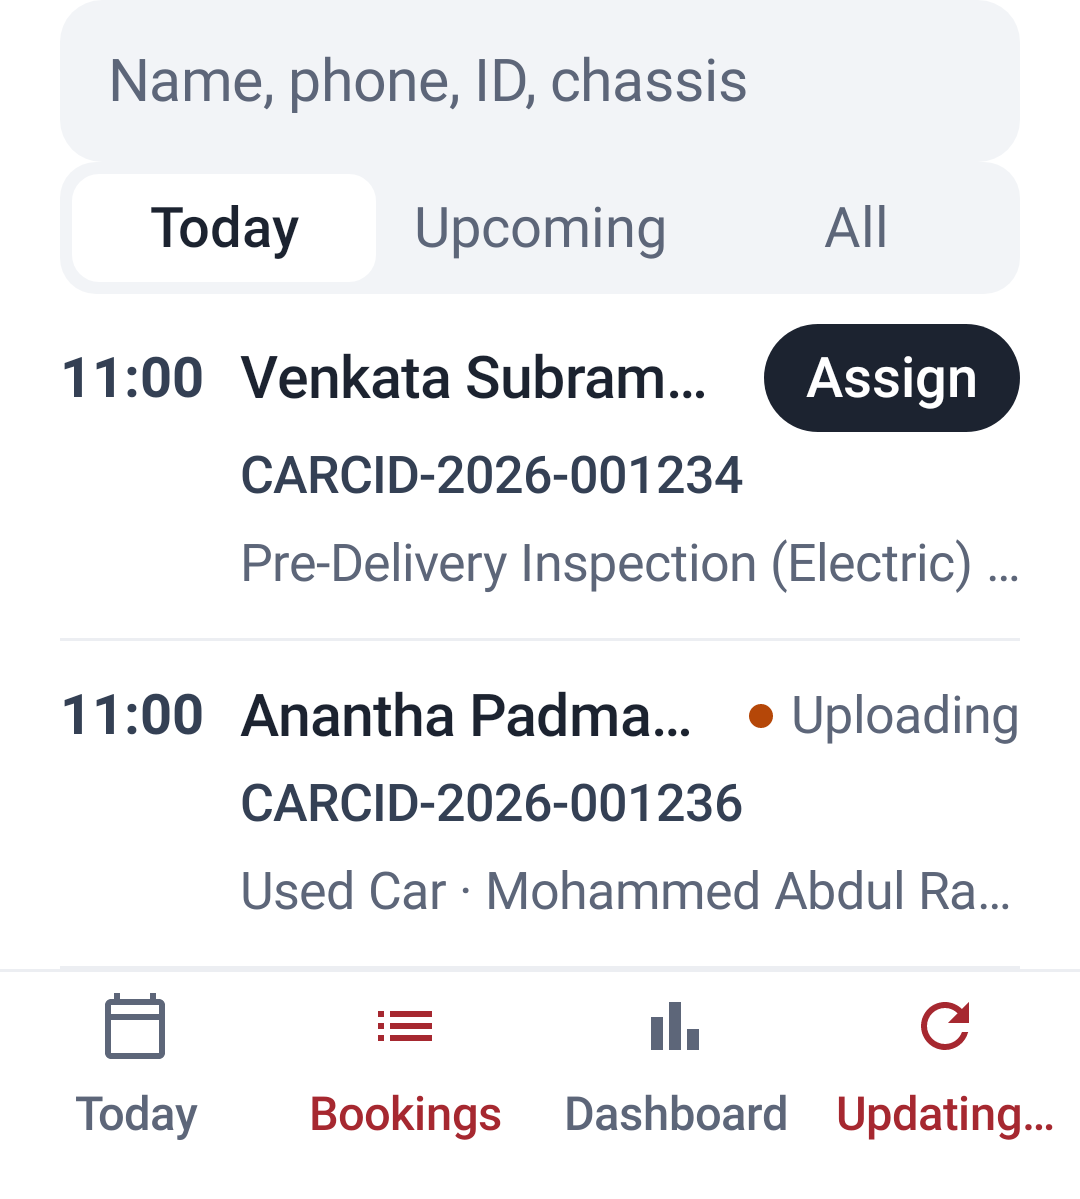 Name, phone, ID, chassis
Today Upcoming All
11:00 Venkata Subram... Assign
CARCID-2026-001234
Pre-Delivery Inspection (Electric) ...
11:00 Anantha Padma... Uploading
CARCID-2026-001236
Used Car · Mohammed Abdul Ra...
Today Bookings Dashboard Updating...